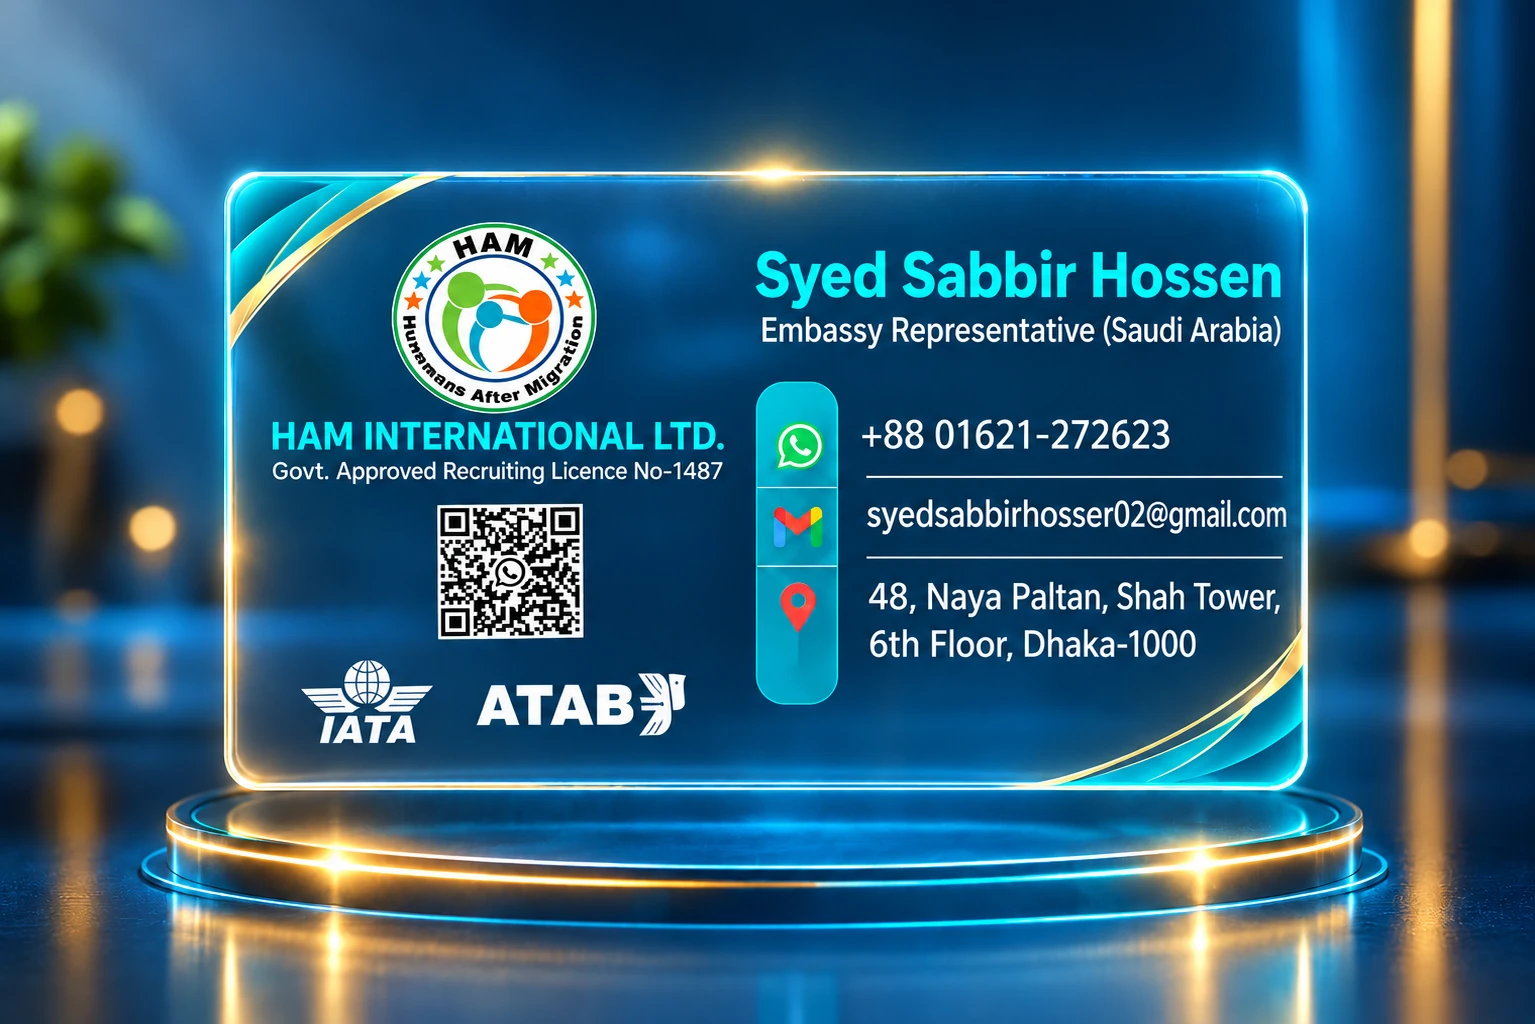 HAM
Humamans After Migration
HAM INTERNATIONAL LTD.
Govt. Approved Recruiting Licence No-1487
IATA
ATAB
Syed Sabbir Hossen
Embassy Representative (Saudi Arabia)
+88 01621-272623
syedsabbirhosser02@gmail.com
48, Naya Paltan, Shah Tower,
6th Floor, Dhaka-1000